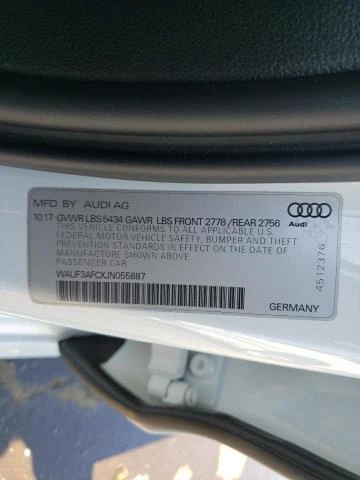 MFD. BY AUDI AG
10 17 GVWR LBS 5434 GAWR LBS FRONT 2778 /REAR 2756
THIS VEHICLE CONFORMS TO ALL APPLICABLE U.S.
FEDERAL MOTOR VEHICLE SAFETY, BUMPER AND THEFT
PREVENTION STANDARDS IN EFFECT ON THE
DATE OF MANUFACTURE SHOWN ABOVE
PASSENGER CAR
WAUF3AFCXJN055887
Audi
4512376
GERMANY